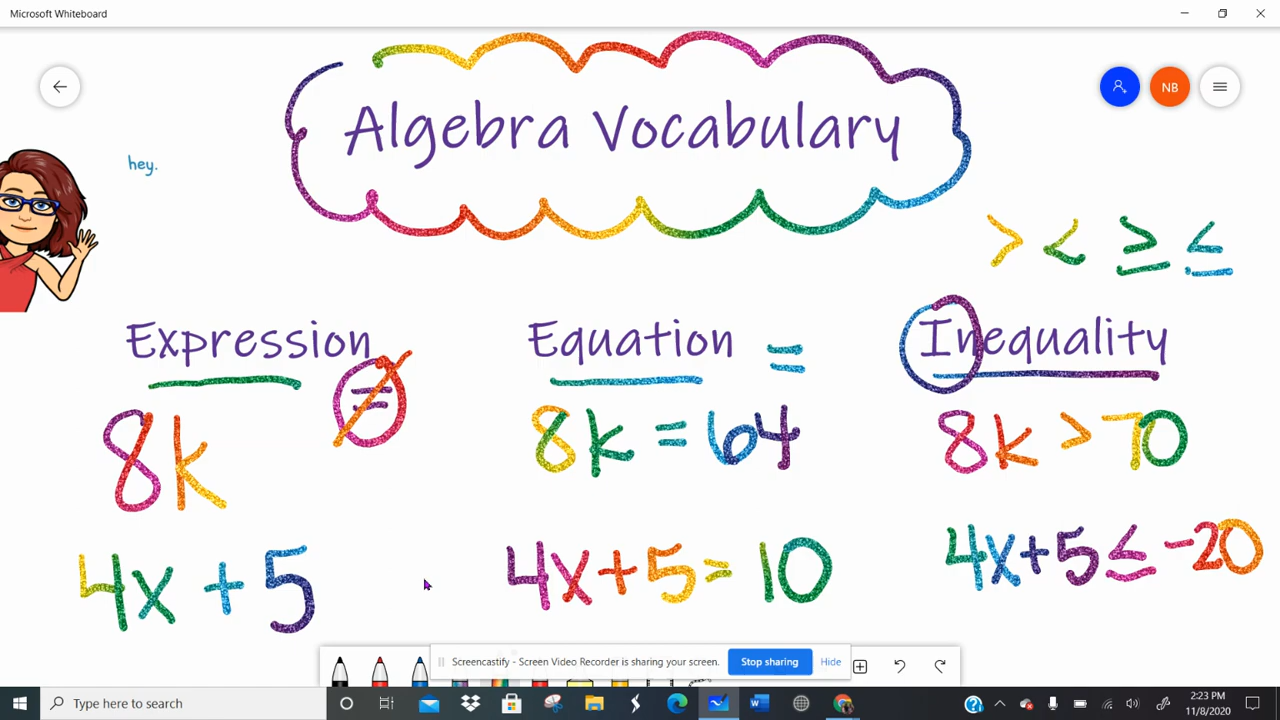 Microsoft Whiteboard
Algebra Vocabulary
hey.
NB
> < ≥ ≤
Expression
=
Equation =
Inequality
8k
8k = 64
8k > 70
4x + 5
4x+5=10
4x+5≤ -20
Screencastify - Screen Video Recorder is sharing your screen.
Stop sharing
Hide
Type here to search
2:23 PM
11/8/2020